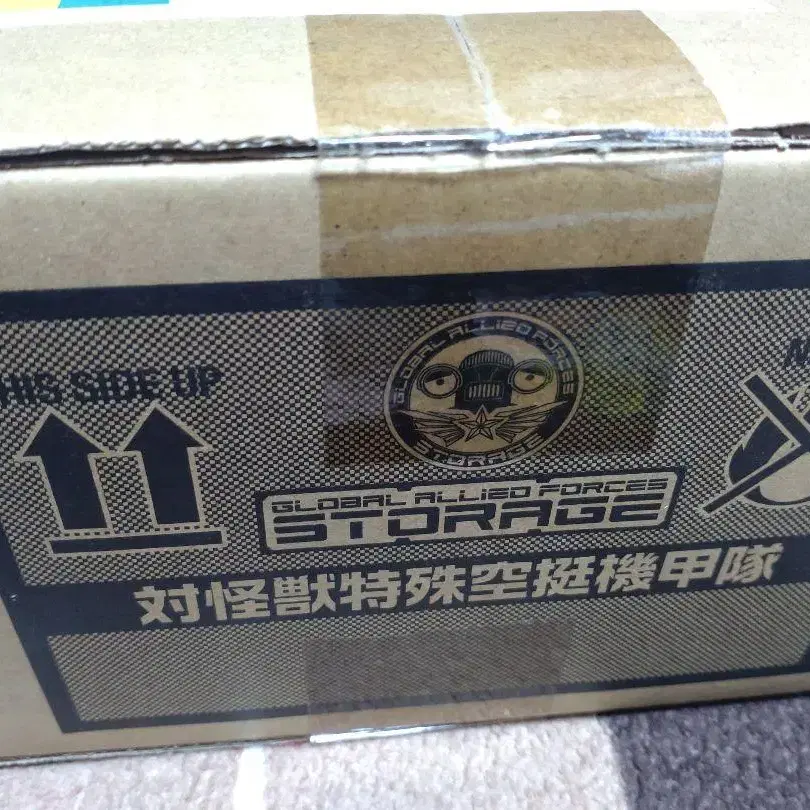 HIS SIDE UP
GLOBAL ALLIED FORCES
STORAGE
GLOBAL ALLIED FORCES
STORAGE
対怪獣特殊空挺機甲隊